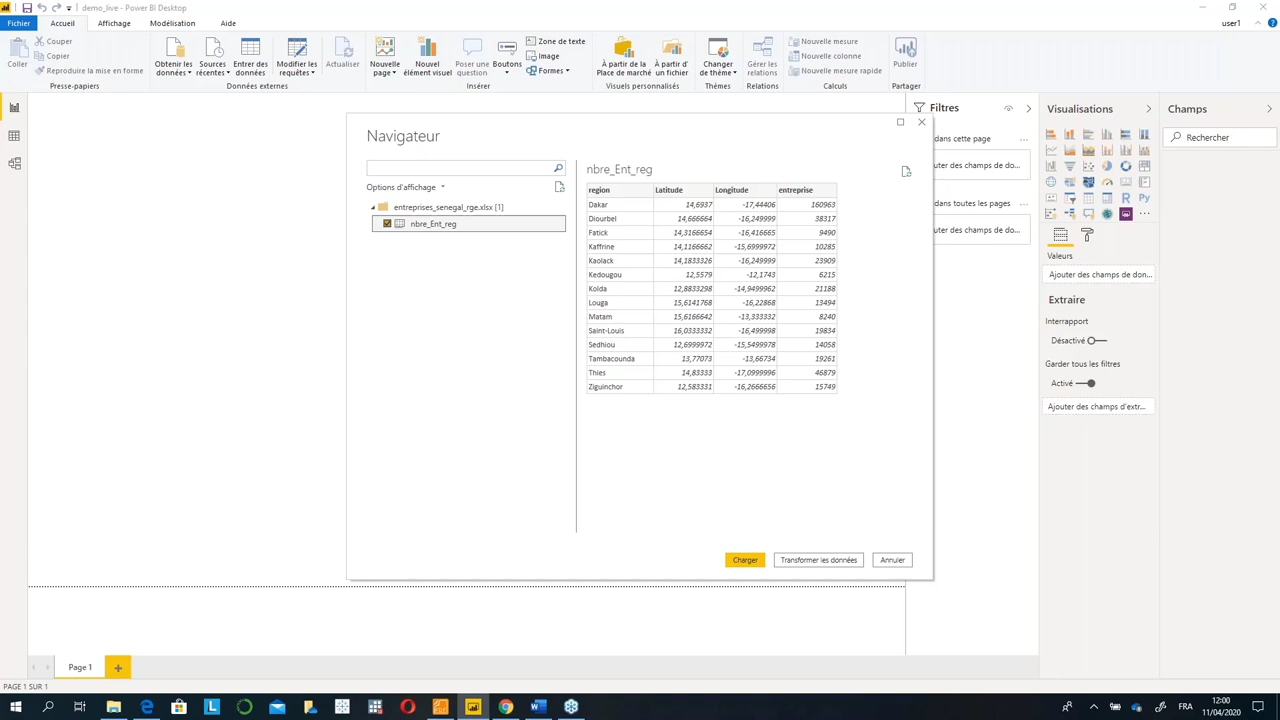 demo_live - Power BI Desktop
Fichier Accueil Affichage Modélisation Aide user1
Coller
Couper
Copier
Reproduire la mise en forme
Presse-papiers
Obtenir les données
Sources récentes
Entrer des données
Modifier les requêtes
Actualiser
Données externes
Nouvelle page
Nouvel élément visuel
Poser une question
Boutons
Zone de texte
Image
Formes
Insérer
À partir de la Place de marché
À partir d' un fichier
Visuels personnalisés
Changer de thème
Thèmes
Gérer les relations
Relations
Nouvelle mesure
Nouvelle colonne
Nouvelle mesure rapide
Calculs
Publier
Partager
Navigateur
Options d'affichage
entreprises_senegal_rge.xlsx [1]
nbre_Ent_reg
nbre_Ent_reg
region Latitude Longitude entreprise
Dakar 14,6937 -17,44406 160963
Diourbel 14,666664 -16,249999 38317
Fatick 14,3166654 -16,416665 9490
Kaffrine 14,1166662 -15,6999972 10285
Kaolack 14,1833326 -16,249999 23909
Kedougou 12,5579 -12,1743 6215
Kolda 12,8833298 -14,9499962 21188
Louga 15,6141768 -16,22868 13494
Matam 15,6166642 -13,333332 8240
Saint-Louis 16,0333332 -16,499998 19834
Sedhiou 12,6999972 -15,5499978 14058
Tambacounda 13,77073 -13,66734 19261
Thies 14,83333 -17,0999996 46879
Ziguinchor 12,583331 -16,2666656 15749
Charger Transformer les données Annuler
Filtres
dans cette page ...
uter des champs de do...
dans toutes les pages ...
uter des champs de do...
Visualisations
Valeurs
Ajouter des champs de don...
Extraire
Interrapport
Désactivé
Garder tous les filtres
Activé
Ajouter des champs d'extr...
Champs
Rechercher
Page 1
PAGE 1 SUR 1
FRA
12:00
11/04/2020